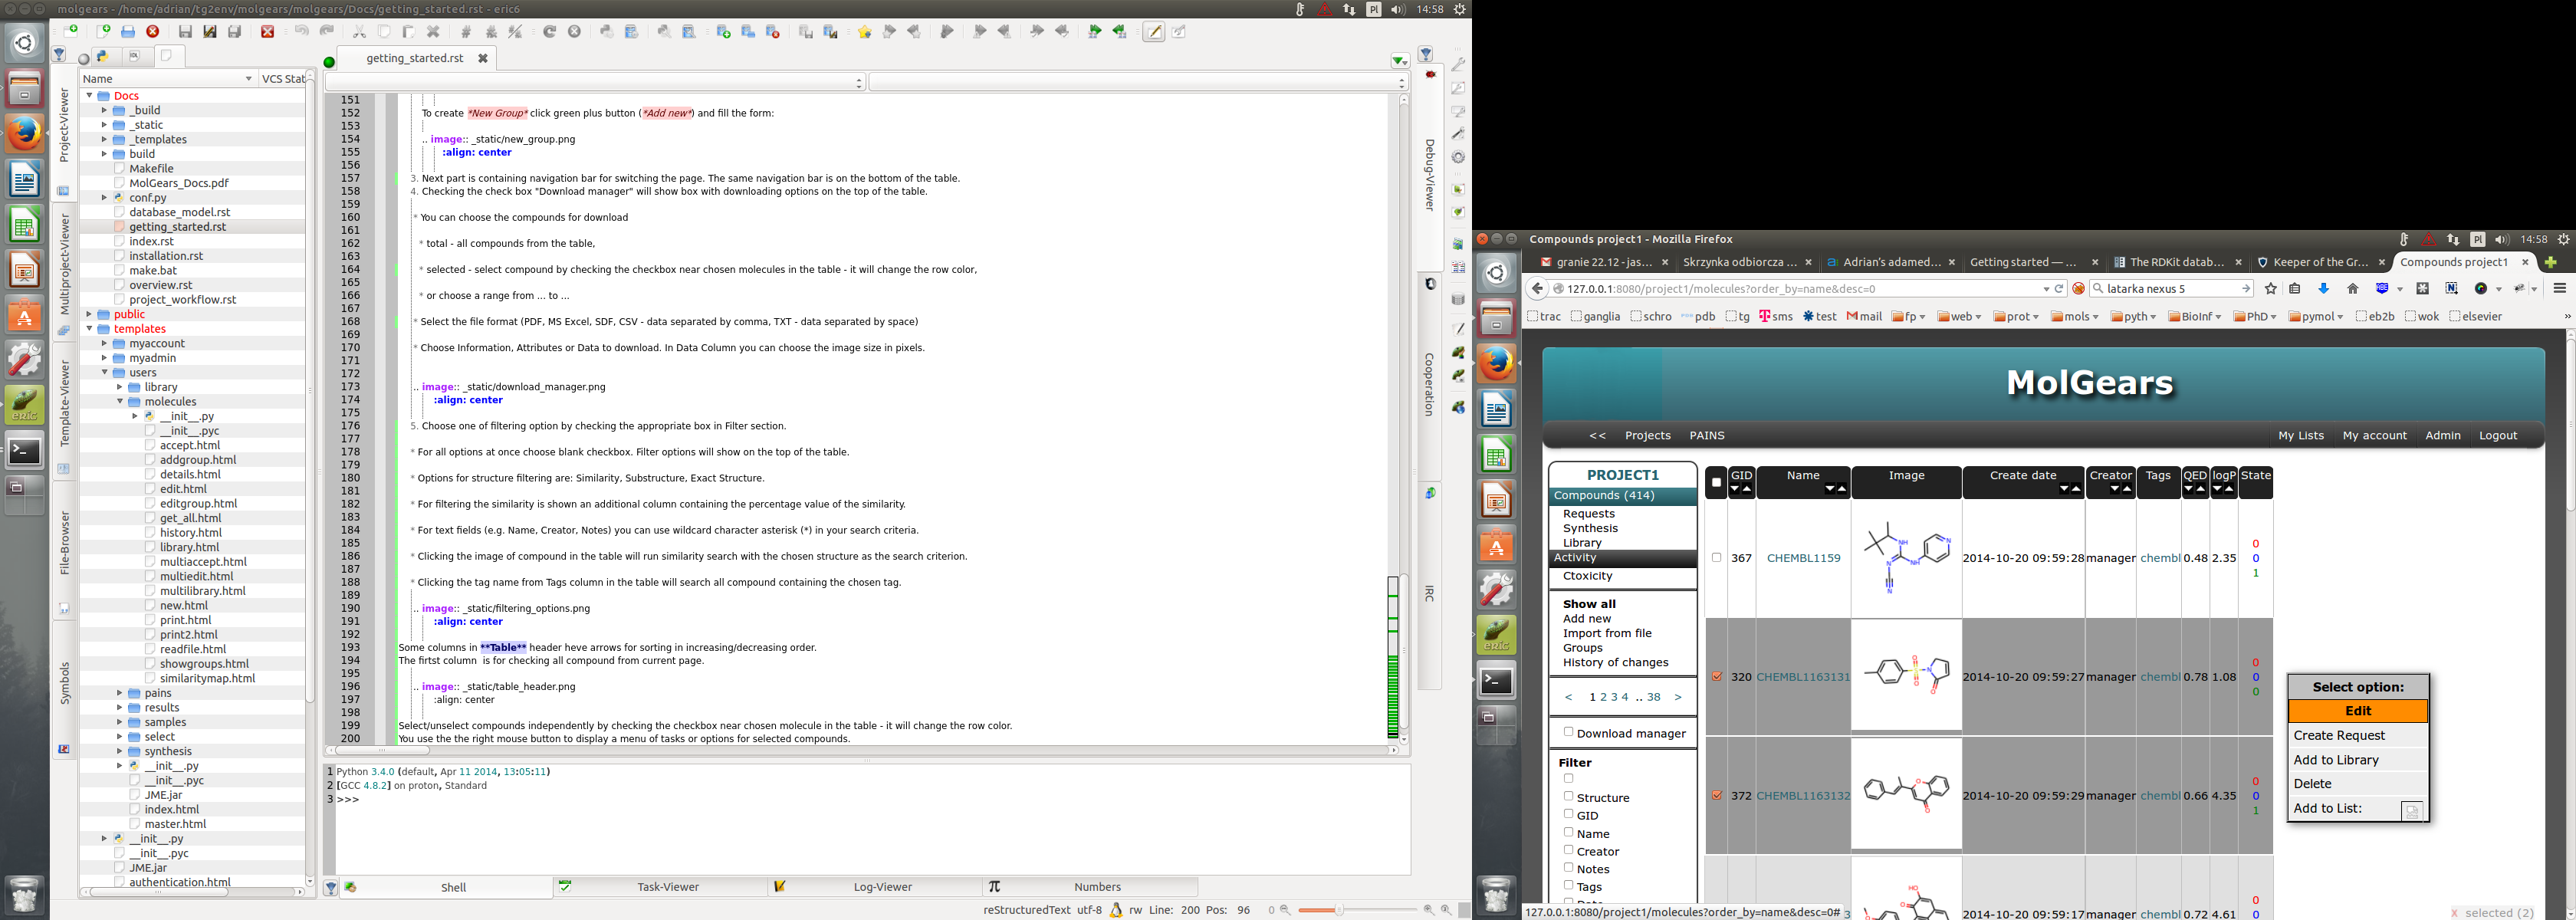 molgears - /home/adrian/tg2env/molgears/molgears/Docs/getting_started.rst - eric6
Pl
14:58
getting_started.rst
Project-Viewer
Multiproject-Viewer
Template-Viewer
File-Browser
Symbols
Name
VCS Stat
Docs
_build
_static
_templates
build
Makefile
MolGears_Docs.pdf
conf.py
database_model.rst
getting_started.rst
index.rst
installation.rst
make.bat
overview.rst
project_workflow.rst
public
templates
myaccount
myadmin
users
library
molecules
__init__.py
__init__.pyc
accept.html
addgroup.html
details.html
edit.html
editgroup.html
get_all.html
history.html
library.html
multiaccept.html
multiedit.html
multilibrary.html
new.html
print.html
print2.html
readfile.html
showgroups.html
similaritymap.html
pains
results
samples
select
synthesis
__init__.py
__init__.pyc
JME.jar
index.html
master.html
__init__.py
__init__.pyc
JME.jar
authentication.html
151
152 To create *New Group* click green plus button (*Add new*) and fill the form:
153
154 .. image:: _static/new_group.png
155 :align: center
156
157 3. Next part is containing navigation bar for switching the page. The same navigation bar is on the bottom of the table.
158 4. Checking the check box "Download manager" will show box with downloading options on the top of the table.
159
160 * You can choose the compounds for download
161
162 * total - all compounds from the table,
163
164 * selected - select compound by checking the checkbox near chosen molecules in the table - it will change the row color,
165
166 * or choose a range from ... to ...
167
168 * Select the file format (PDF, MS Excel, SDF, CSV - data separated by comma, TXT - data separated by space)
169
170 * Choose Information, Attributes or Data to download. In Data Column you can choose the image size in pixels.
171
172
173 .. image:: _static/download_manager.png
174 :align: center
175
176 5. Choose one of filtering option by checking the appropriate box in Filter section.
177
178 * For all options at once choose blank checkbox. Filter options will show on the top of the table.
179
180 * Options for structure filtering are: Similarity, Substructure, Exact Structure.
181
182 * For filtering the similarity is shown an additional column containing the percentage value of the similarity.
183
184 * For text fields (e.g. Name, Creator, Notes) you can use wildcard character asterisk (*) in your search criteria.
185
186 * Clicking the image of compound in the table will run similarity search with the chosen structure as the search criterion.
187
188 * Clicking the tag name from Tags column in the table will search all compound containing the chosen tag.
189
190 .. image:: _static/filtering_options.png
191 :align: center
192
193 Some columns in **Table** header heve arrows for sorting in increasing/decreasing order.
194 The firtst column is for checking all compound from current page.
195
196 .. image:: _static/table_header.png
197 :align: center
198
199 Select/unselect compounds independently by checking the checkbox near chosen molecule in the table - it will change the row color.
200 You use the the right mouse button to display a menu of tasks or options for selected compounds.
1 Python 3.4.0 (default, Apr 11 2014, 13:05:11)
2 [GCC 4.8.2] on proton, Standard
3 >>>
Shell
Task-Viewer
Log-Viewer
Numbers
reStructuredText utf-8 rw Line: 200 Pos: 96 0
Debug-Viewer
Cooperation
IRC
eric
Compounds project1 - Mozilla Firefox
Pl
14:58
granie 22.12 - jas...
Skrzynka odbiorcza ...
Adrian's adamed...
Getting started — ...
The RDKit datab...
Keeper of the Gr...
Compounds project1
127.0.0.1:8080/project1/molecules?order_by=name&desc=0
latarka nexus 5
trac ganglia schro pdb tg sms test mail fp web prot mols pyth BioInf PhD pymol eb2b wok elsevier »
MolGears
<< Projects PAINS
My Lists My account Admin Logout
PROJECT1
Compounds (414)
Requests
Synthesis
Library
Activity
Ctoxicity
Show all
Add new
Import from file
Groups
History of changes
< 1 2 3 4 .. 38 >
Download manager
Filter
Structure
GID
Name
Creator
Notes
Tags
GID Name Image Create date Creator Tags QED logP State
367 CHEMBL1159 2014-10-20 09:59:28 manager chembl 0.48 2.35 0 0 1
320 CHEMBL1163131 2014-10-20 09:59:27 manager chembl 0.78 1.08 0 0 0
372 CHEMBL1163132 2014-10-20 09:59:29 manager chembl 0.66 4.35 0 0 1
3 2014-10-20 09:59:17 manager chembl 0.72 4.61 0 0
Select option:
Edit
Create Request
Add to Library
Delete
Add to List:
eric
127.0.0.1:8080/project1/molecules?order_by=name&desc=0#
x selected (2)